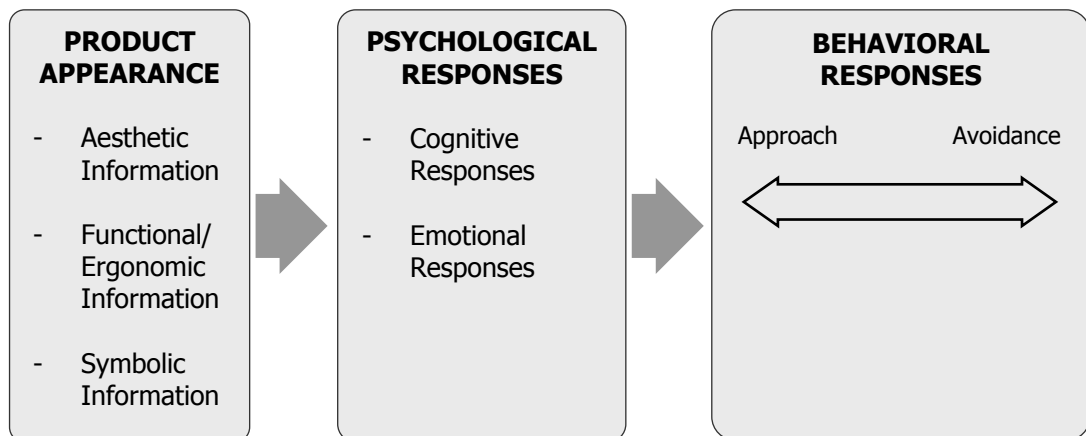 PRODUCT
APPEARANCE
- Aesthetic
Information
- Functional/
Ergonomic
Information
- Symbolic
Information
PSYCHOLOGICAL
RESPONSES
- Cognitive
Responses
- Emotional
Responses
BEHAVIORAL
RESPONSES
Approach Avoidance